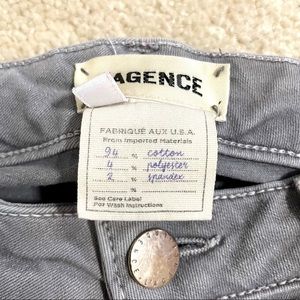 L'AGENCE
FABRIQUÉ AUX U.S.A.
From Imported Materials
94 % cotton
4 % polyester
2 % spandex
%
See Care Label
For Wash Instructions